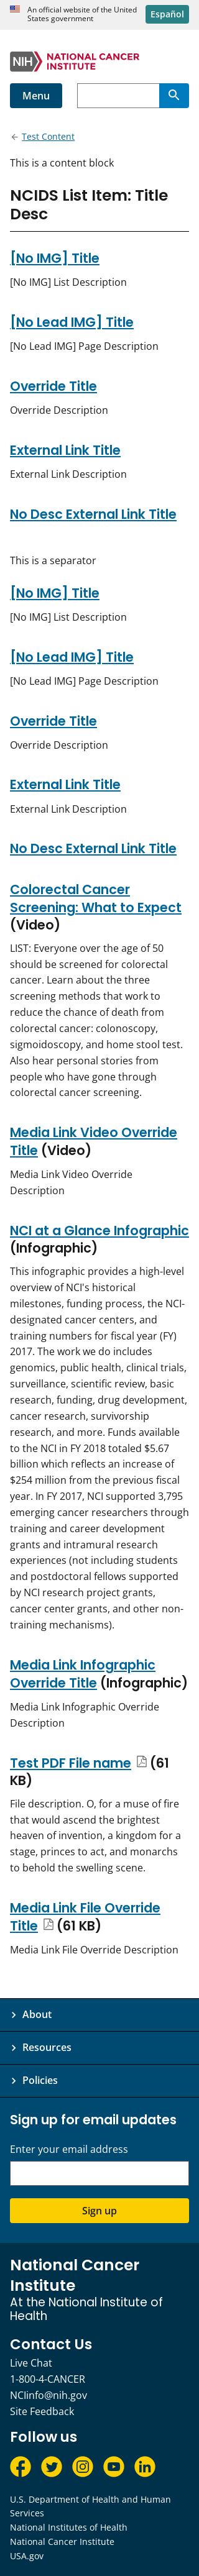 An official website of the United
States government
Español
NIH NATIONAL CANCER
INSTITUTE
Menu
Test Content
This is a content block
NCIDS List Item: Title
Desc
[No IMG] Title
[No IMG] List Description
[No Lead IMG] Title
[No Lead IMG] Page Description
Override Title
Override Description
External Link Title
External Link Description
No Desc External Link Title
This is a separator
[No IMG] Title
[No IMG] List Description
[No Lead IMG] Title
[No Lead IMG] Page Description
Override Title
Override Description
External Link Title
External Link Description
No Desc External Link Title
Colorectal Cancer
Screening: What to Expect
(Video)
LIST: Everyone over the age of 50
should be screened for colorectal
cancer. Learn about the three
screening methods that work to
reduce the chance of death from
colorectal cancer: colonoscopy,
sigmoidoscopy, and home stool test.
Also hear personal stories from
people who have gone through
colorectal cancer screening.
Media Link Video Override
Title (Video)
Media Link Video Override
Description
NCI at a Glance Infographic
(Infographic)
This infographic provides a high-level
overview of NCI's historical
milestones, funding process, the NCI-
designated cancer centers, and
training numbers for fiscal year (FY)
2017. The work we do includes
genomics, public health, clinical trials,
surveillance, scientific review, basic
research, funding, drug development,
cancer research, survivorship
research, and more. Funds available
to the NCI in FY 2018 totaled $5.67
billion which reflects an increase of
$254 million from the previous fiscal
year. In FY 2017, NCI supported 3,795
emerging cancer researchers through
training and career development
grants and intramural research
experiences (not including students
and postdoctoral fellows supported
by NCI research project grants,
cancer center grants, and other non-
training mechanisms).
Media Link Infographic
Override Title (Infographic)
Media Link Infographic Override
Description
Test PDF File name (61
KB)
File description. O, for a muse of fire
that would ascend the brightest
heaven of invention, a kingdom for a
stage, princes to act, and monarchs
to behold the swelling scene.
Media Link File Override
Title (61 KB)
Media Link File Override Description
About
Resources
Policies
Sign up for email updates
Enter your email address
Sign up
National Cancer
Institute
At the National Institute of
Health
Contact Us
Live Chat
1-800-4-CANCER
NCIinfo@nih.gov
Site Feedback
Follow us
U.S. Department of Health and Human
Services
National Institutes of Health
National Cancer Institute
USA.gov